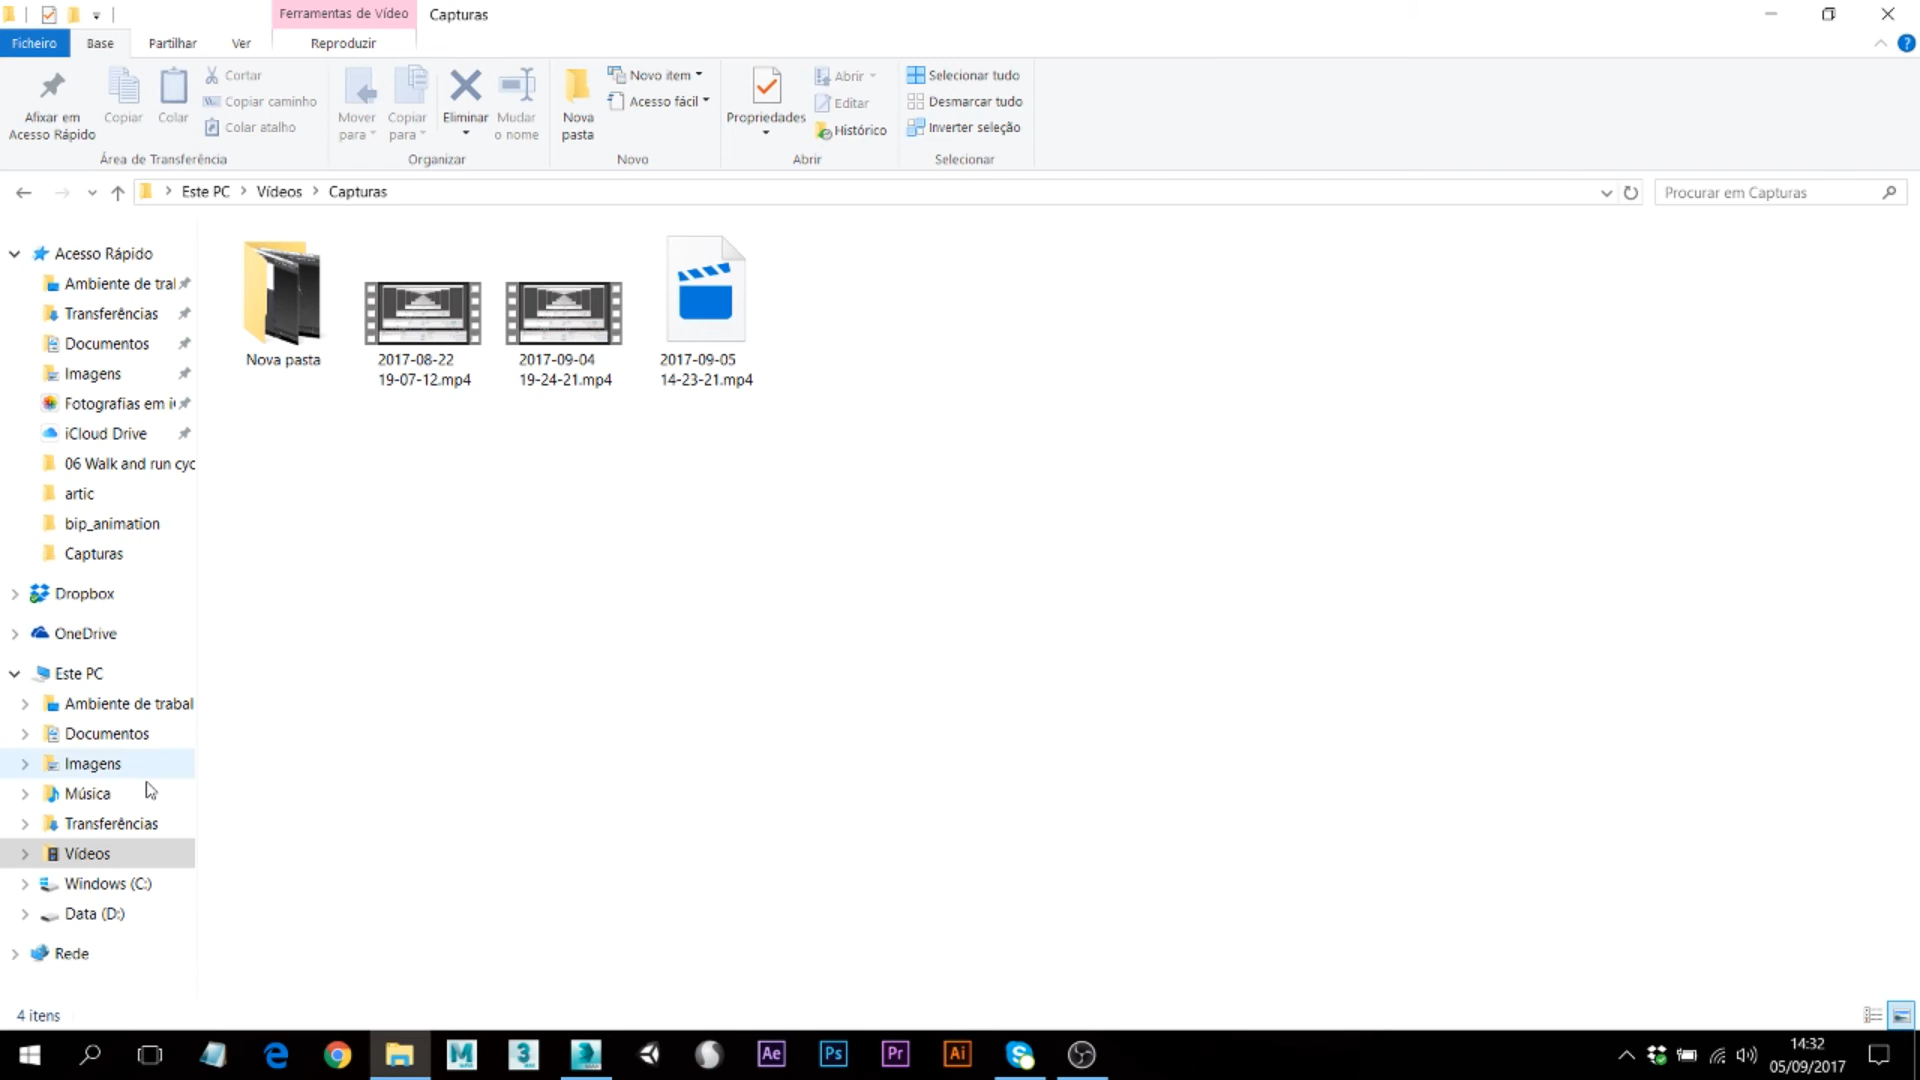 Ferramentas de Vídeo
Capturas
Ficheiro
Base
Partilhar
Ver
Reproduzir
Afixar em
Acesso Rápido
Copiar
Colar
Cortar
Copiar caminho
Colar atalho
Área de Transferência
Mover
para
Copiar
para
Eliminar
Mudar
o nome
Organizar
Nova
pasta
Novo item
Acesso fácil
Novo
Propriedades
Abrir
Editar
Histórico
Abrir
Selecionar tudo
Desmarcar tudo
Inverter seleção
Selecionar
Este PC
Vídeos
Capturas
Procurar em Capturas
Acesso Rápido
Ambiente de tral
Transferências
Documentos
Imagens
Fotografias em i
iCloud Drive
06 Walk and run cyc
artic
bip_animation
Capturas
Dropbox
OneDrive
Este PC
Ambiente de trabal
Documentos
Imagens
Música
Transferências
Vídeos
Windows (C:)
Data (D:)
Rede
Nova pasta
2017-08-22
19-07-12.mp4
2017-09-04
19-24-21.mp4
2017-09-05
14-23-21.mp4
4 itens
M
3
Ae
Ps
Pr
Ai
14:32
05/09/2017